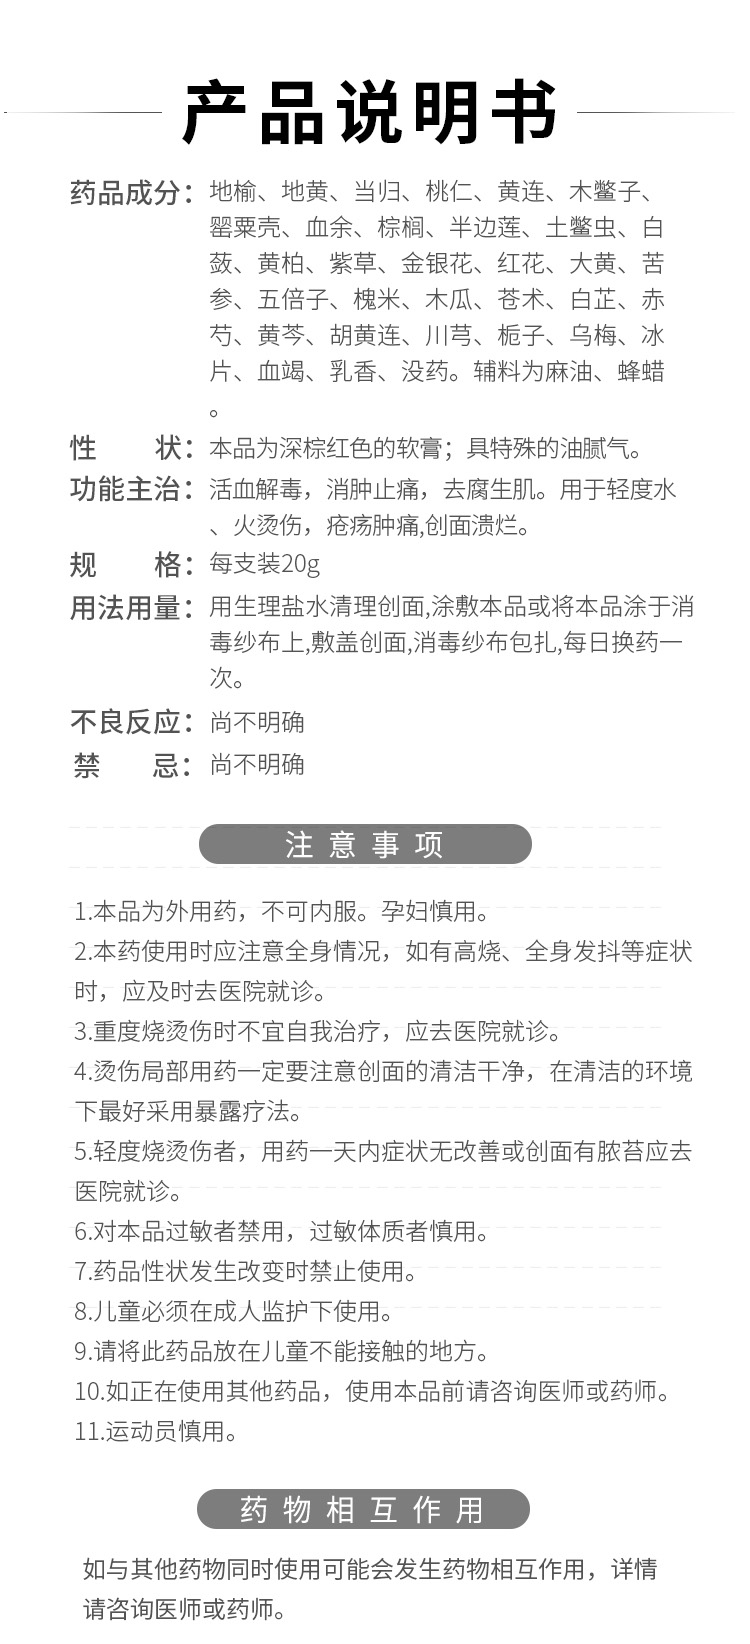 产品说明书
药品成分：地榆、地黄、当归、桃仁、黄连、木鳖子、
罂粟壳、血余、棕榈、半边莲、土鳖虫、白
蔹、黄柏、紫草、金银花、红花、大黄、苦
参、五倍子、槐米、木瓜、苍术、白芷、赤
芍、黄芩、胡黄连、川芎、栀子、乌梅、冰
片、血竭、乳香、没药。辅料为麻油、蜂蜡
。
性 状：本品为深棕红色的软膏；具特殊的油腻气。
功能主治：活血解毒，消肿止痛，去腐生肌。用于轻度水
、火烫伤，疮疡肿痛,创面溃烂。
规 格：每支装20g
用法用量：用生理盐水清理创面,涂敷本品或将本品涂于消
毒纱布上,敷盖创面,消毒纱布包扎,每日换药一
次。
不良反应：尚不明确
禁 忌：尚不明确
注意事项
1.本品为外用药，不可内服。孕妇慎用。
2.本药使用时应注意全身情况，如有高烧、全身发抖等症状
时，应及时去医院就诊。
3.重度烧烫伤时不宜自我治疗，应去医院就诊。
4.烫伤局部用药一定要注意创面的清洁干净，在清洁的环境
下最好采用暴露疗法。
5.轻度烧烫伤者，用药一天内症状无改善或创面有脓苔应去
医院就诊。
6.对本品过敏者禁用，过敏体质者慎用。
7.药品性状发生改变时禁止使用。
8.儿童必须在成人监护下使用。
9.请将此药品放在儿童不能接触的地方。
10.如正在使用其他药品，使用本品前请咨询医师或药师。
11.运动员慎用。
药物相互作用
如与其他药物同时使用可能会发生药物相互作用，详情
请咨询医师或药师。